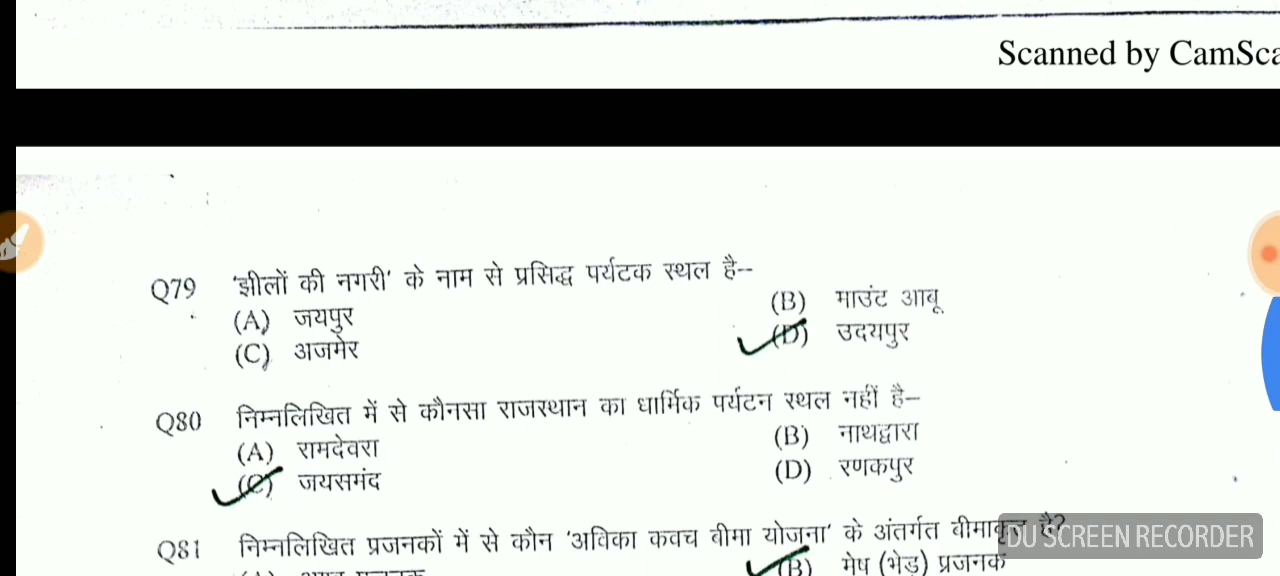 Scanned by CamSca
Q79 'झीलों की नगरी' के नाम से प्रसिद्ध पर्यटक स्थल है--
(A) जयपुर (B) माउंट आबू
(C) अजमेर (D) उदयपुर
Q80 निम्नलिखित में से कौनसा राजस्थान का धार्मिक पर्यटन स्थल नहीं है–
(A) रामदेवरा (B) नाथद्वारा
(C) जयसमंद (D) रणकपुर
Q81 निम्नलिखित प्रजनकों में से कौन 'अविका कवच बीमा योजना' के अंतर्गत बीमाकृत है?
(B) मेष (भेड़) प्रजनक
DU SCREEN RECORDER